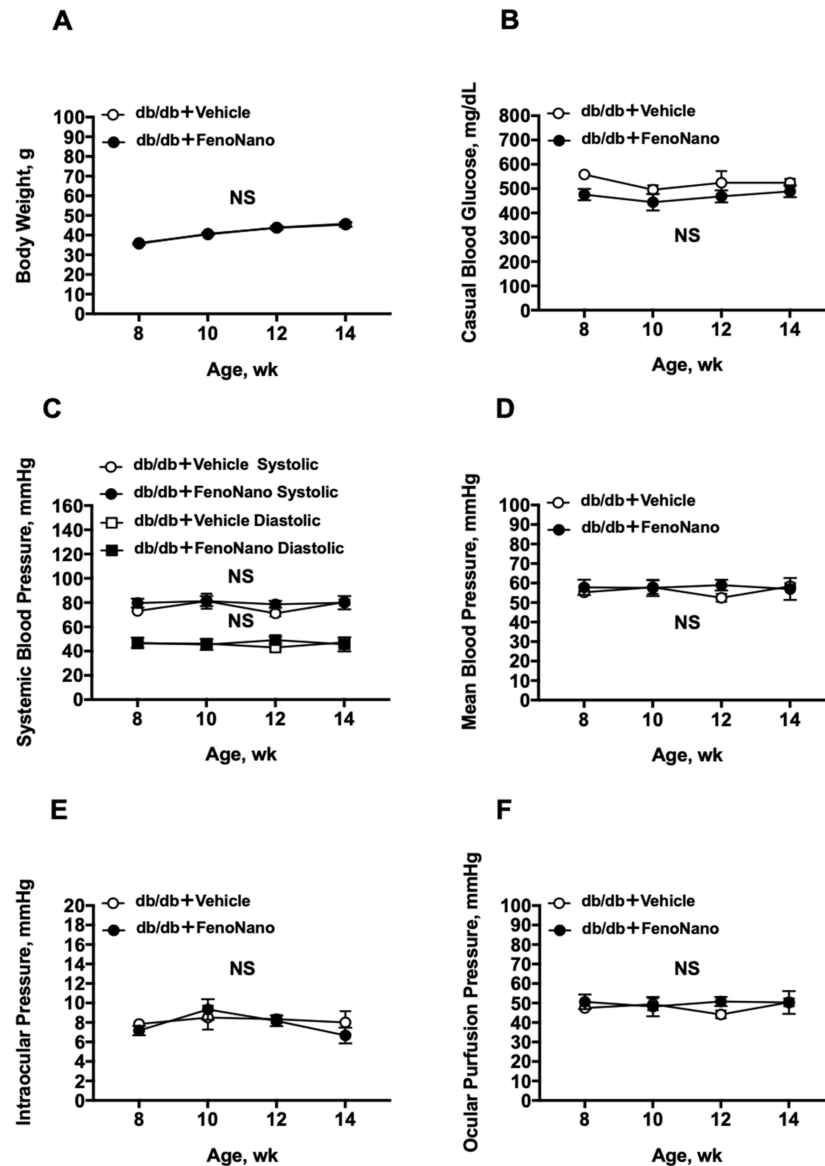 A
db/db+Vehicle
db/db+FenoNano
Body Weight, g
100
90
80
70
60
50
40
30
20
10
0
NS
8 10 12 14
Age, wk
B
db/db+Vehicle
db/db+FenoNano
Casual Blood Glucose, mg/dL
800
700
600
500
400
300
200
100
0
NS
8 10 12 14
Age, wk
C
db/db+Vehicle Systolic
db/db+FenoNano Systolic
db/db+Vehicle Diastolic
db/db+FenoNano Diastolic
Systemic Blood Pressure, mmHg
160
140
120
100
80
60
40
20
0
NS
NS
8 10 12 14
Age, wk
D
db/db+Vehicle
db/db+FenoNano
Mean Blood Pressure, mmHg
100
90
80
70
60
50
40
30
20
10
0
NS
8 10 12 14
Age, wk
E
db/db+Vehicle
db/db+FenoNano
Intraocular Pressure, mmHg
20
18
16
14
12
10
8
6
4
2
0
NS
8 10 12 14
Age, wk
F
db/db+Vehicle
db/db+FenoNano
Ocular Purfusion Pressure, mmHg
100
90
80
70
60
50
40
30
20
10
0
NS
8 10 12 14
Age, wk